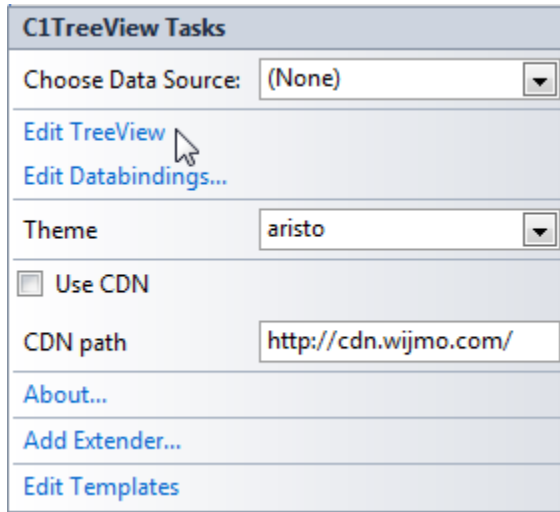 C1TreeView Tasks
Choose Data Source: (None)
Edit TreeView
Edit Databindings...
Theme aristo
Use CDN
CDN path http://cdn.wijmo.com/
About...
Add Extender...
Edit Templates